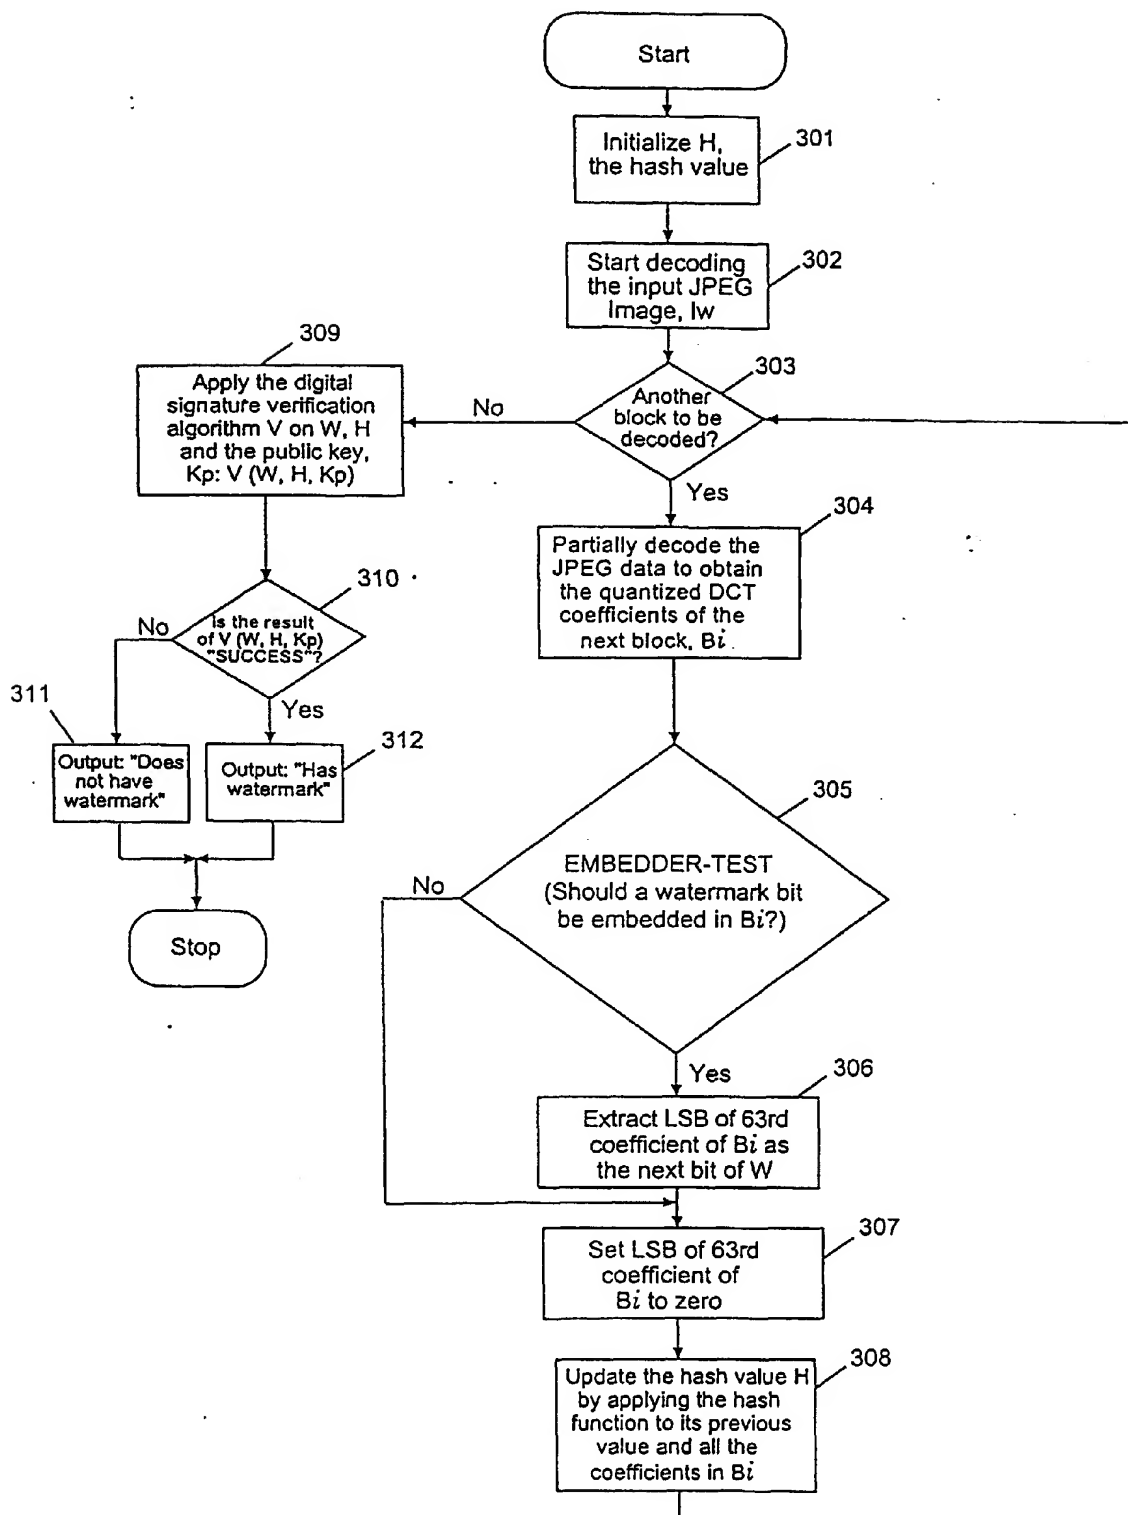 Start
Initialize H,
the hash value
301
Start decoding
the input JPEG
Image, Iw
302
303
Another
block to be
decoded?
No
Yes
309
Apply the digital
signature verification
algorithm V on W, H
and the public key,
Kp: V (W, H, Kp)
304
Partially decode the
JPEG data to obtain
the quantized DCT
coefficients of the
next block, Bi.
310
Is the result
of V (W, H, Kp)
"SUCCESS"?
No
Yes
311
Output: "Does
not have
watermark"
312
Output: "Has
watermark"
Stop
305
EMBEDDER-TEST
(Should a watermark bit
be embedded in Bi?)
No
Yes
306
Extract LSB of 63rd
coefficient of Bi as
the next bit of W
307
Set LSB of 63rd
coefficient of
Bi to zero
308
Update the hash value H
by applying the hash
function to its previous
value and all the
coefficients in Bi